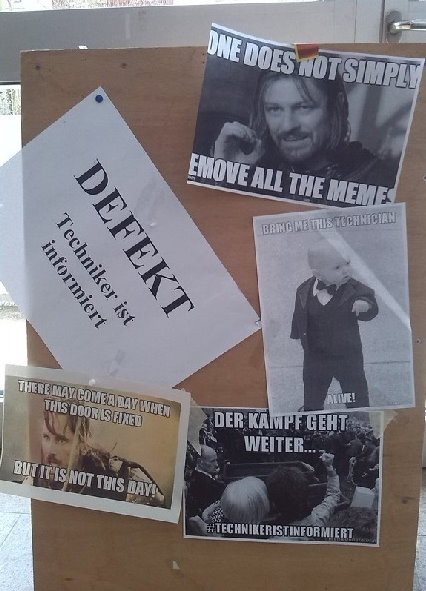 ONE DOES NOT SIMPLY
EMOVE ALL THE MEMES
DEFEKT
Techniker ist
informiert
BRING ME THIS TECHNICIAN
ALIVE!
THERE MAY COME A DAY WHEN
THIS DOOR IS FIXED
BUT IT IS NOT THIS DAY!
DER KAMPF GEHT
WEITER...
#TECHNIKERISTINFORMIERT